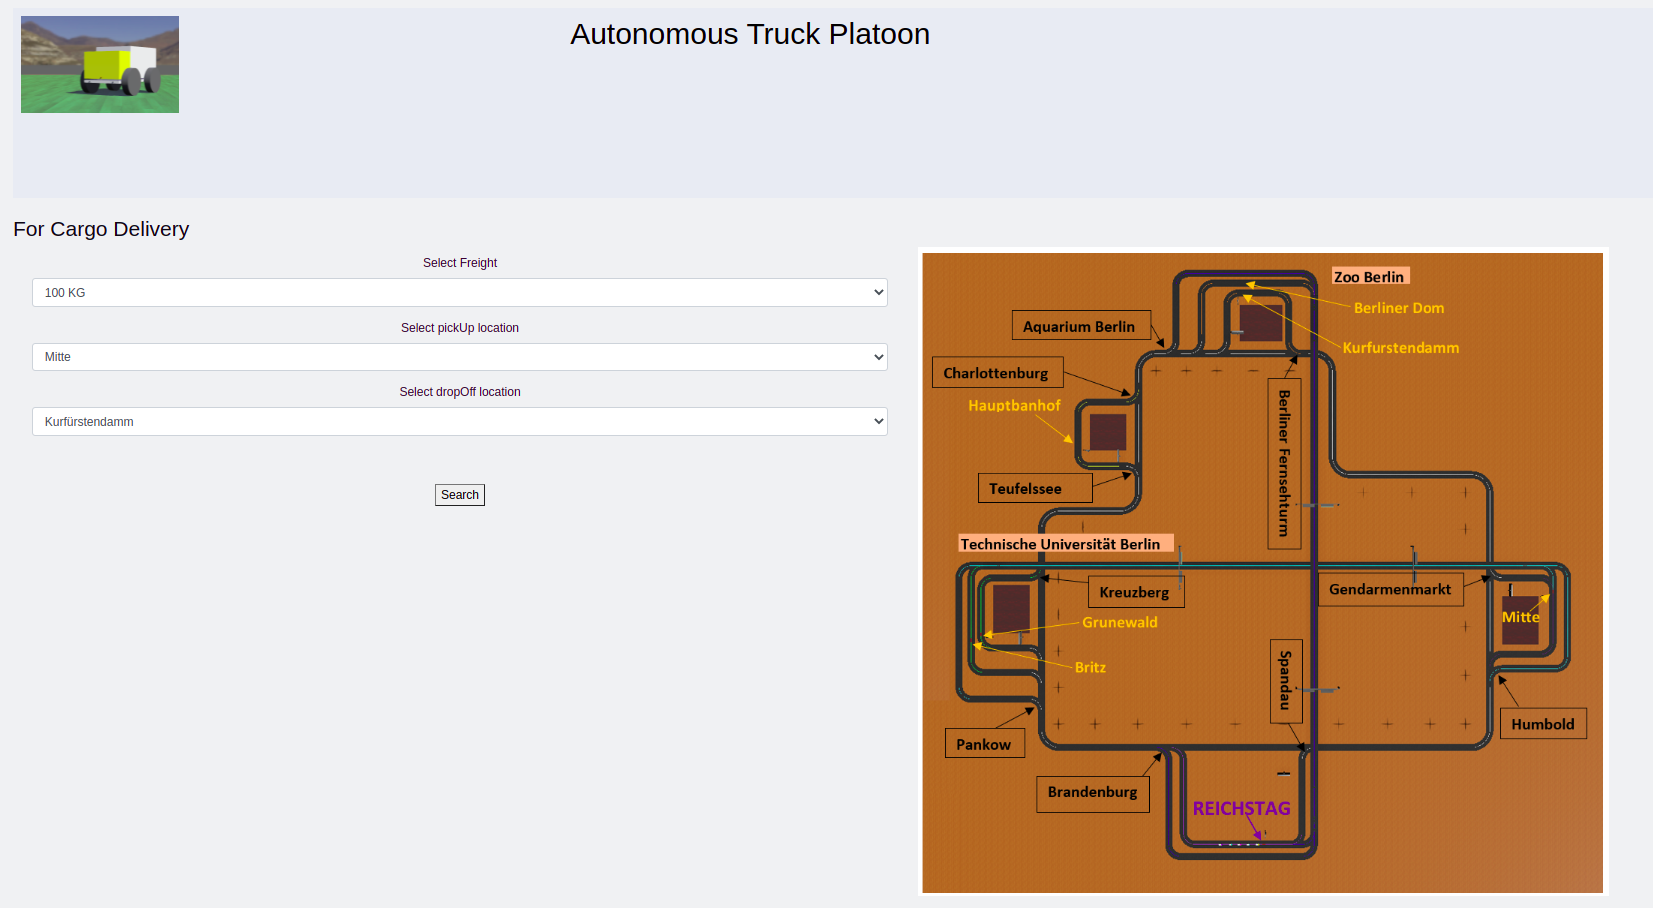 Autonomous Truck Platoon
For Cargo Delivery
Select Freight
100 KG
Select pickUp location
Mitte
Select dropOff location
Kurfürstendamm
Search
Zoo Berlin
Berliner Dom
Aquarium Berlin
Kurfurstendamm
Charlottenburg
Hauptbanhof
Berliner Fernsehturm
Teufelssee
Technische Universität Berlin
Kreuzberg
Gendarmenmarkt
Grunewald
Mitte
Britz
Spandau
Humbold
Pankow
Brandenburg
REICHSTAG